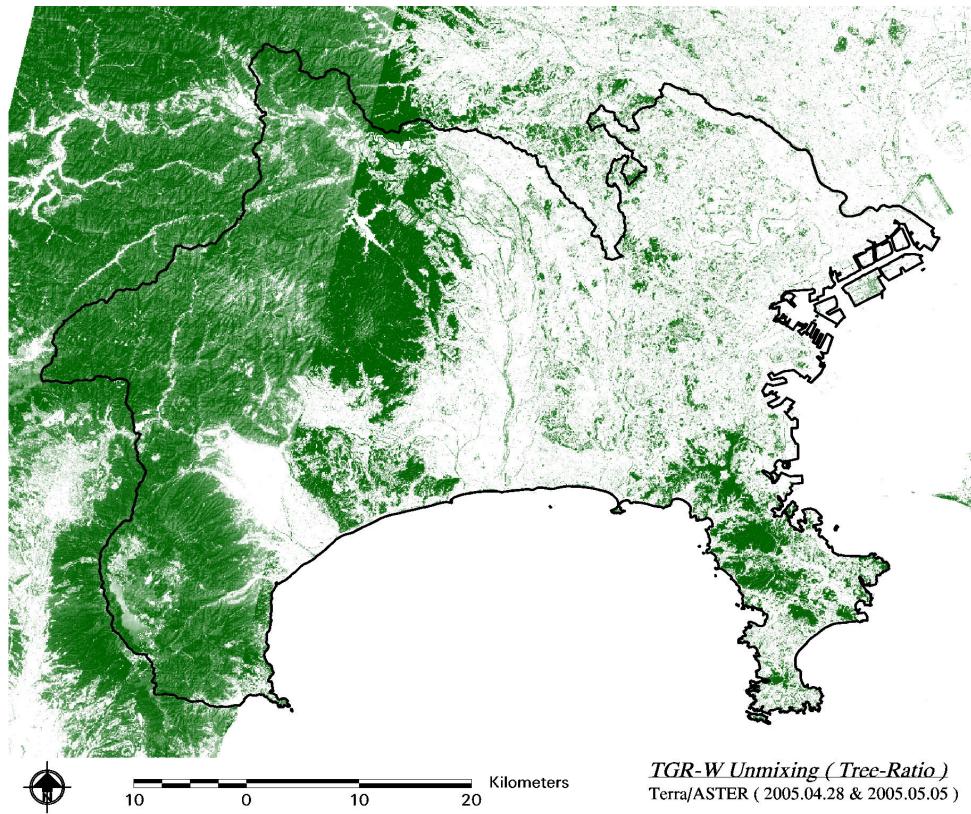 N
Kilometers
10 0 10 20
TGR-W Unmixing ( Tree-Ratio )
Terra/ASTER ( 2005.04.28 & 2005.05.05 )